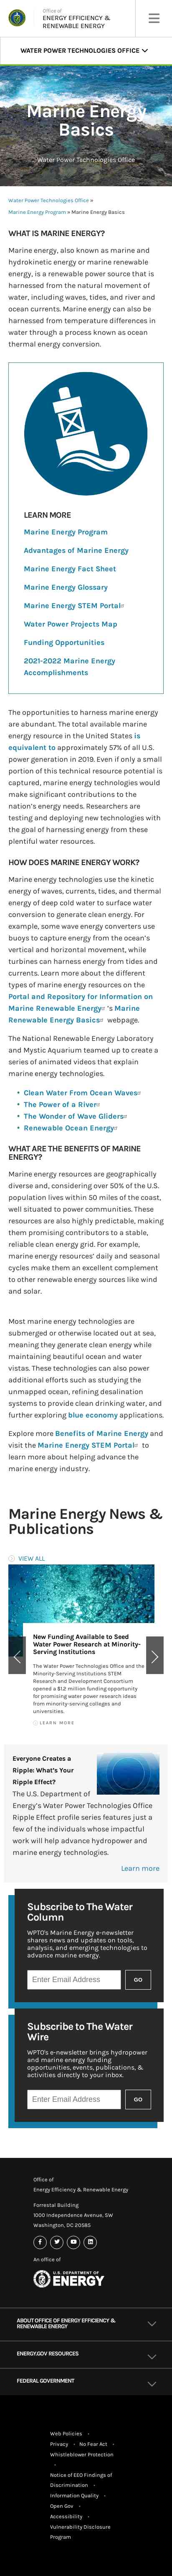 Office of
ENERGY EFFICIENCY &
RENEWABLE ENERGY
WATER POWER TECHNOLOGIES OFFICE
Marine Energy
Basics
Water Power Technologies Office
Water Power Technologies Office »
Marine Energy Program » Marine Energy Basics
WHAT IS MARINE ENERGY?
Marine energy, also known as marine and
hydrokinetic energy or marine renewable
energy, is a renewable power source that is
harnessed from the natural movement of
water, including waves, tides, and river and
ocean currents. Marine energy can also be
harnessed from temperature differences in
water through a process known as ocean
thermal energy conversion.
LEARN MORE
Marine Energy Program
Advantages of Marine Energy
Marine Energy Fact Sheet
Marine Energy Glossary
Marine Energy STEM Portal
Water Power Projects Map
Funding Opportunities
2021-2022 Marine Energy
Accomplishments
The opportunities to harness marine energy
are abundant. The total available marine
energy resource in the United States is
equivalent to approximately 57% of all U.S.
power generation in 2019. Even if only a
small portion of this technical resource potential is
captured, marine energy technologies would
make significant contributions to the
nation's energy needs. Researchers are
testing and deploying new technologies with
the goal of harnessing energy from these
plentiful water resources.
HOW DOES MARINE ENERGY WORK?
Marine energy technologies use the kinetic
energy of waves, currents, tides, and thermal
energy of deep cold water to shallow warm
water conversions to generate clean energy.
For example, some wave energy converters use
buoys to capture energy from the ocean's
vertical and horizontal movement, while
turbines can harness energy from tides and
currents. Learn more about the different
types of marine energy resources on the
Portal and Repository for Information on
Marine Renewable Energy's Marine
Renewable Energy Basics webpage.
The National Renewable Energy Laboratory
and Mystic Aquarium teamed up to create a
series of animated videos that explain basic
marine energy technologies:
• Clean Water From Ocean Waves
• The Power of a River
• The Wonder of Wave Gliders
• Renewable Ocean Energy
WHAT ARE THE BENEFITS OF MARINE
ENERGY?
Marine energy resources are geographically
diverse and, considering over 50% of the U.S.
population lives within 50 miles of the coast,
with millions more living near rivers, marine
energy shows promise to contribute to a
stable, reliable clean energy grid. For example,
marine energy resources' daily and seasonal
cycles make them an excellent complement
to other renewable energy sources like wind
and solar.
Most marine energy technologies are
submerged or otherwise located out at sea,
meaning they can create clean energy while
maintaining beautiful ocean and water
vistas. These technologies can also power
additional efforts such as studying the
climate, powering at-sea vehicles, refining
ocean pollution, or providing clean drinking
water, for coastal areas through several
further exploring blue economy applications.
Explore more Benefits of Marine Energy and
visit the Marine Energy STEM Portal to
learn more about helping advance the
marine energy industry.
Marine Energy News &
Publications
VIEW ALL
New Funding Available to Seed
Water Power Research at Minority-
Serving Institutions
The Water Power Technologies Office and the
Minority-Serving Institutions STEM
Research and Development Consortium
opened a $1.2 million funding opportunity
for promising water power research ideas
from minority-serving colleges and
universities.
LEARN MORE
Everyone Creates a
Ripple: What's Your
Ripple Effect?
The U.S. Department of
Energy's Water Power Technologies Office
Ripple Effect profile series features just a
few of the individuals whose impactful
work will help advance hydropower and
marine energy technologies.
Learn more
Subscribe to The Water
Column
WPTO's Marine Energy e-newsletter
shares news and updates on tools,
analysis, and emerging technologies to
advance marine energy.
Enter Email Address
GO
Subscribe to The Water
Wire
WPTO's e-newsletter brings hydropower
and marine energy funding
opportunities, events, publications, &
activities directly to your inbox.
Enter Email Address
GO
Office of
Energy Efficiency & Renewable Energy
Forrestal Building
1000 Independence Avenue, SW
Washington, DC 20585
An office of
U.S. DEPARTMENT OF
ENERGY
ABOUT OFFICE OF ENERGY EFFICIENCY &
RENEWABLE ENERGY
ENERGY.GOV RESOURCES
FEDERAL GOVERNMENT
Web Policies •
Privacy • No Fear Act •
Whistleblower Protection
•
Notice of EEO Findings of
Discrimination •
Information Quality •
Open Gov •
Accessibility •
Vulnerability Disclosure
Program